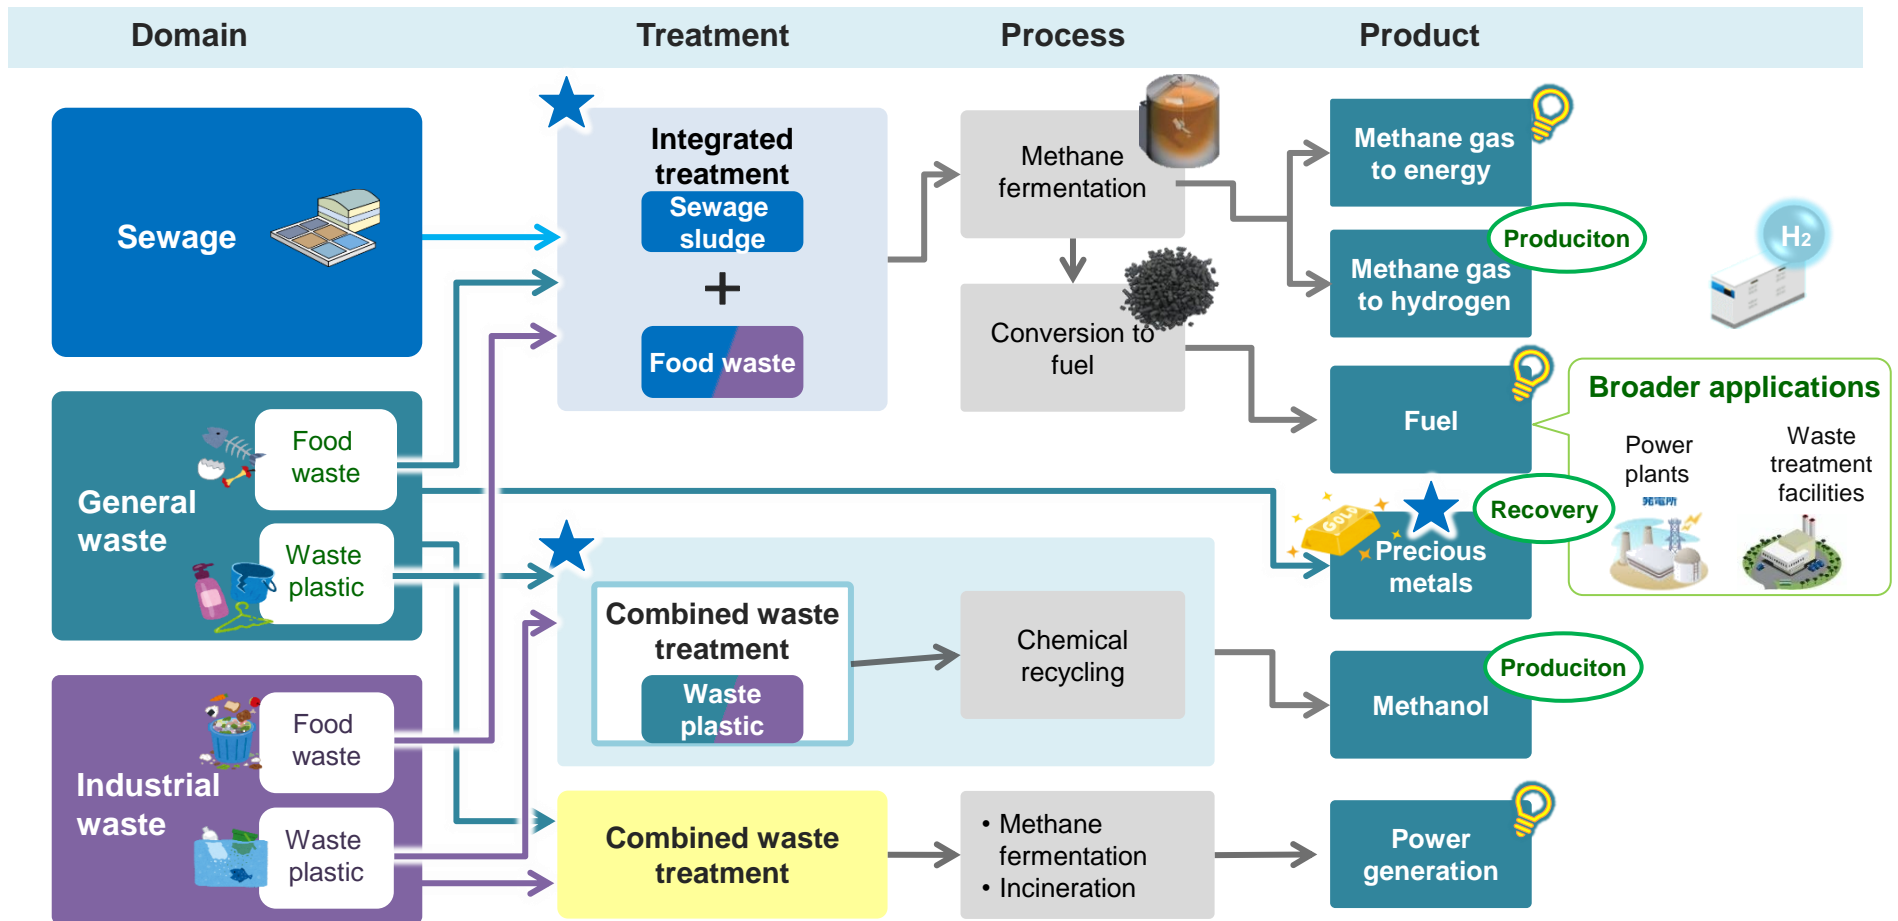 Domain
Treatment
Process
Product
Sewage
Integrated
treatment
Sewage
sludge
+
Food waste
Methane
fermentation
Conversion to
fuel
Methane gas
to energy
Produciton
Methane gas
to hydrogen
H2
Fuel
Broader applications
Power
plants
発電所
Waste
treatment
facilities
General
waste
Food
waste
Waste
plastic
Recovery
GOLD
Precious
metals
Combined waste
treatment
Waste
plastic
Chemical
recycling
Produciton
Methanol
Industrial
waste
Food
waste
Waste
plastic
Combined waste
treatment
• Methane
fermentation
• Incineration
Power
generation